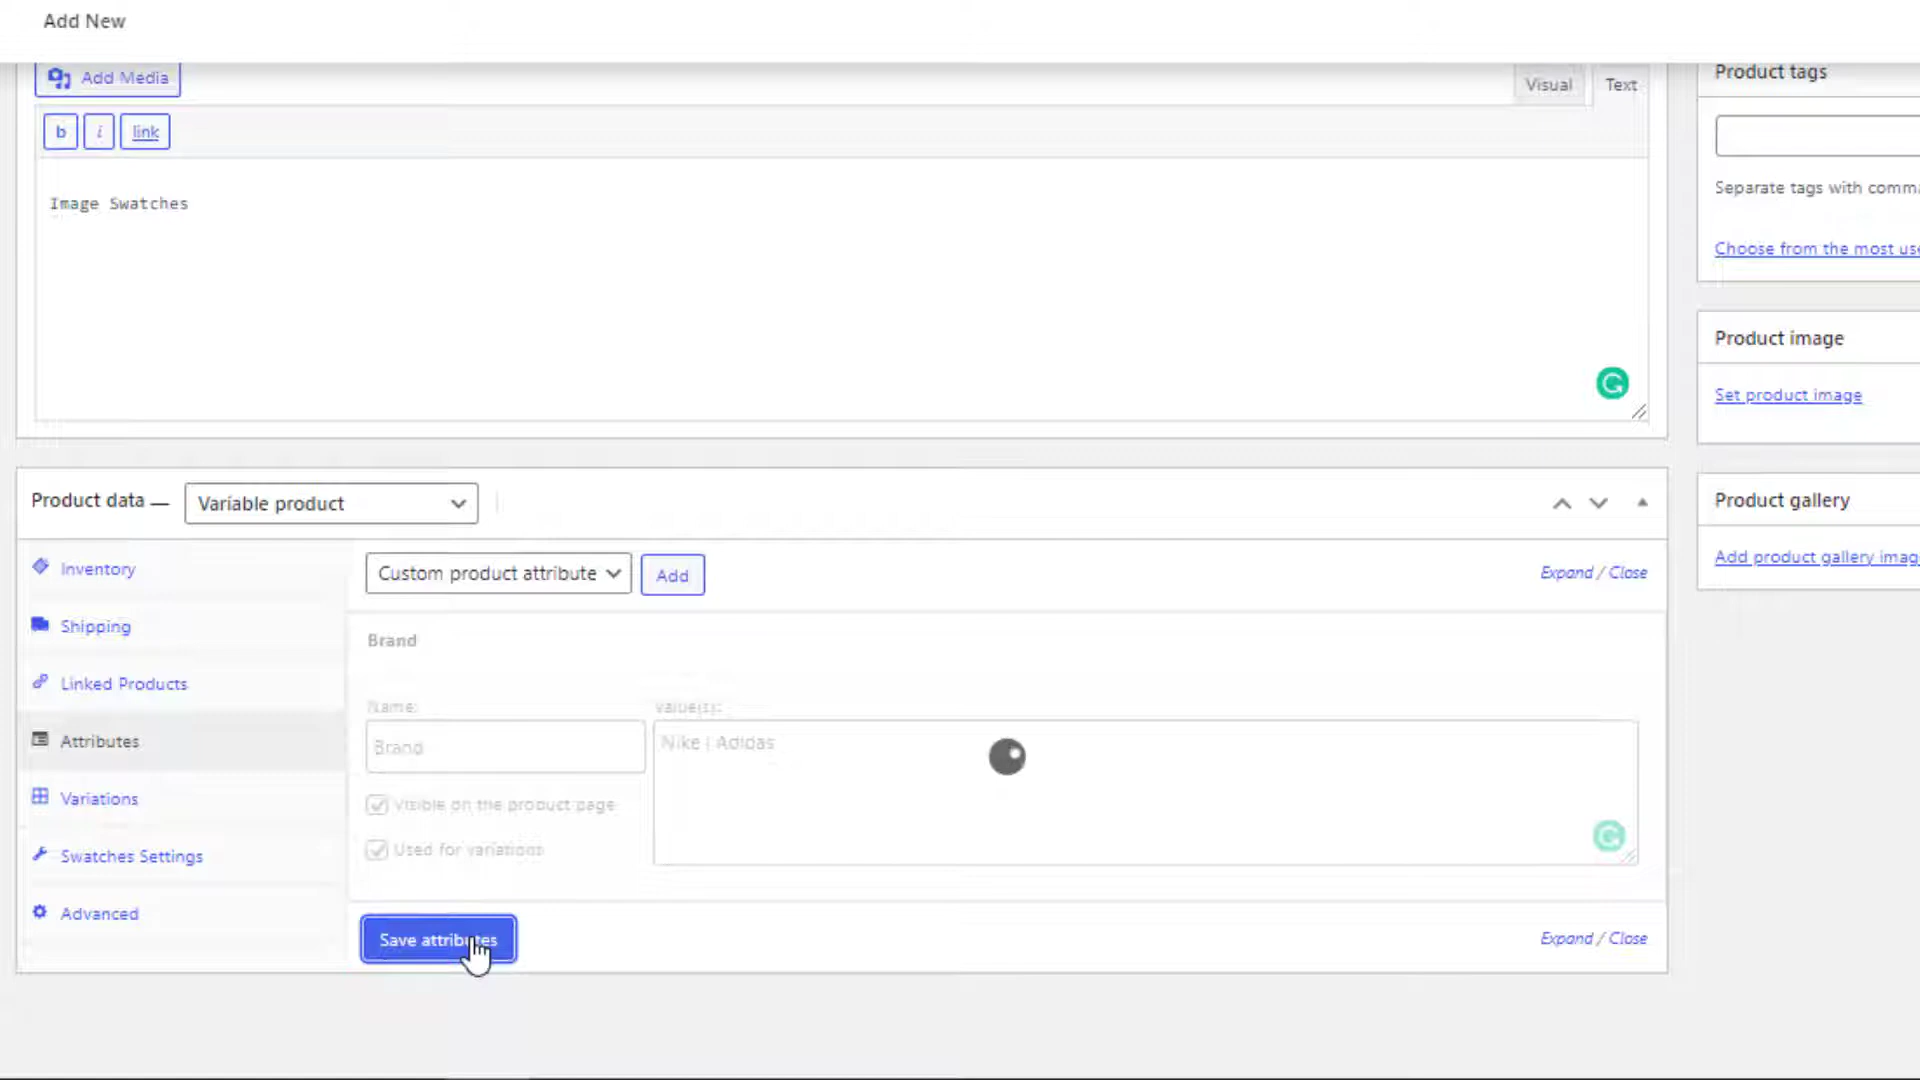 Add New
Add Media
Visual
Text
b
i
link
Image Swatches
Product tags
Separate tags with
Choose from the most
Product image
Set product image
Product gallery
Add product gallery
Product data —
Variable product
Inventory
Shipping
Linked Products
Attributes
Variations
Swatches Settings
Advanced
Custom product attribute
Add
Expand / Close
Brand
Name:
Value(s):
Brand
Nike | Adidas
Visible on the product page
Used for variations
Save attributes
Expand / Close